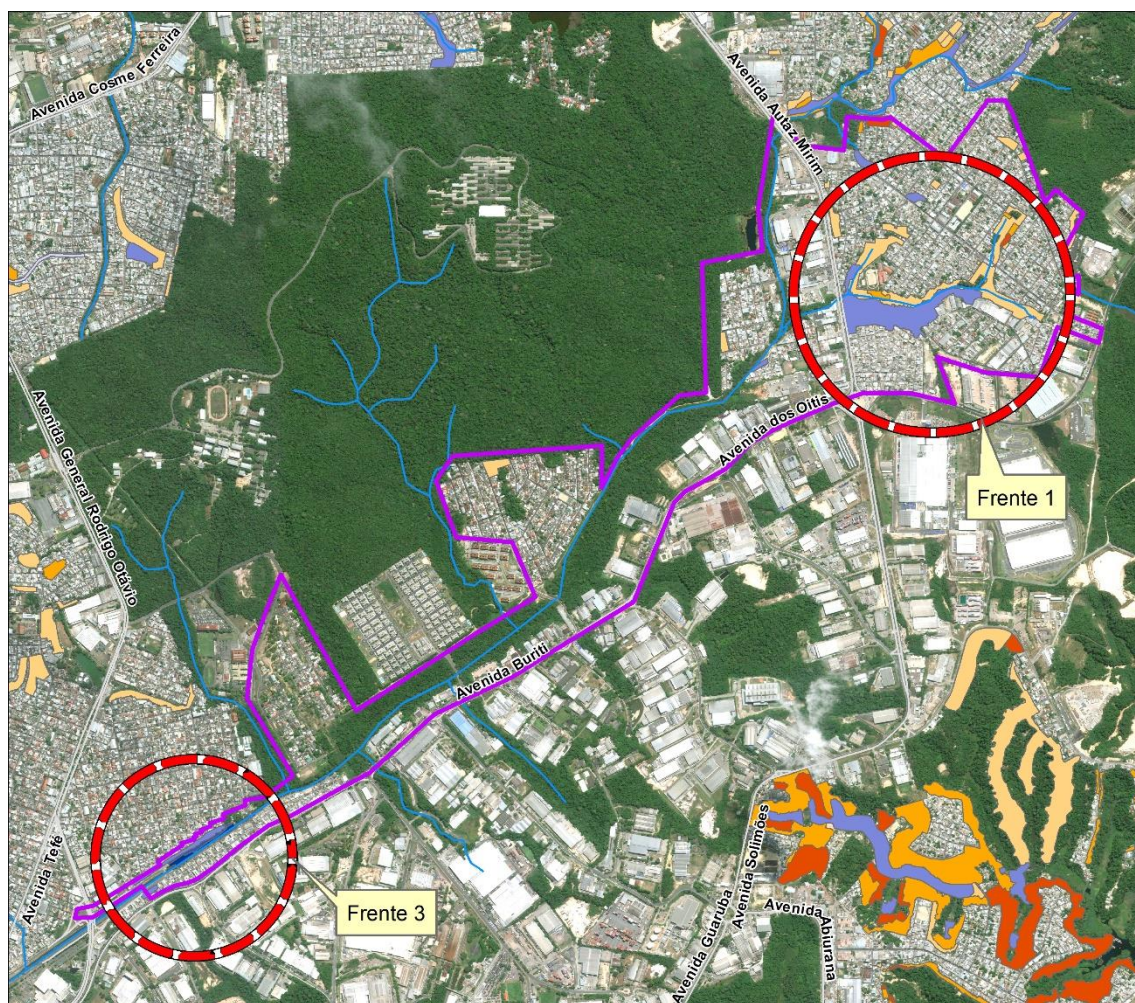 Avenida Cosme Ferreira
Avenida Autaz Mirim
Avenida General Rodrigo Otávio
Avenida dos Oitis
Frente 1
Avenida Buriti
Avenida Tefé
Frente 3
Avenida Guaruba
Avenida Solimões
Avenida Abiurana